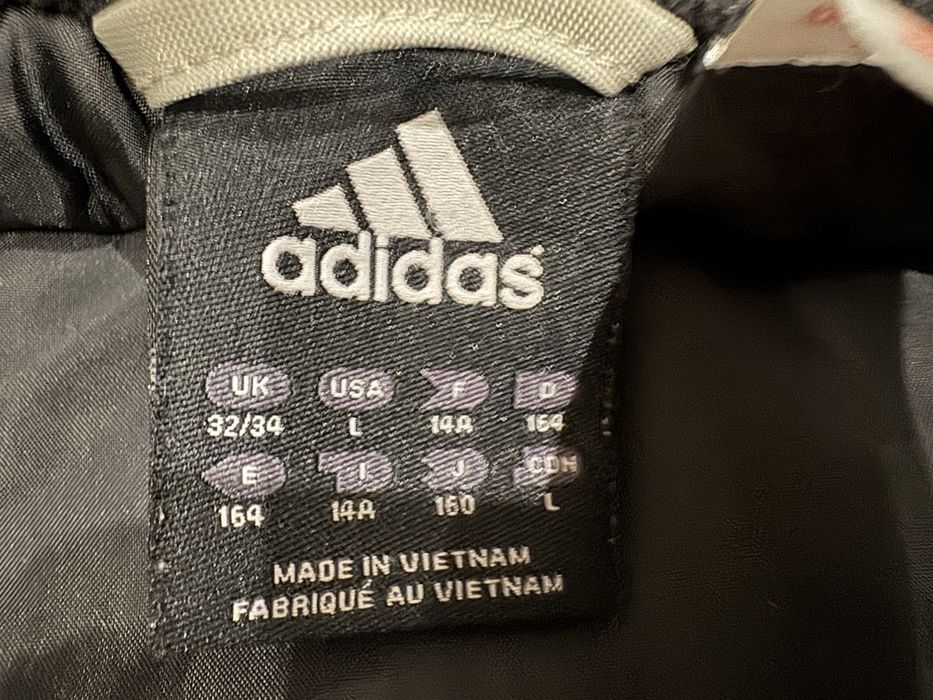 adidas
UK USA F D
32/34 L 14A 164
E I J CDN
164 14A 160 L
MADE IN VIETNAM
FABRIQUÉ AU VIETNAM